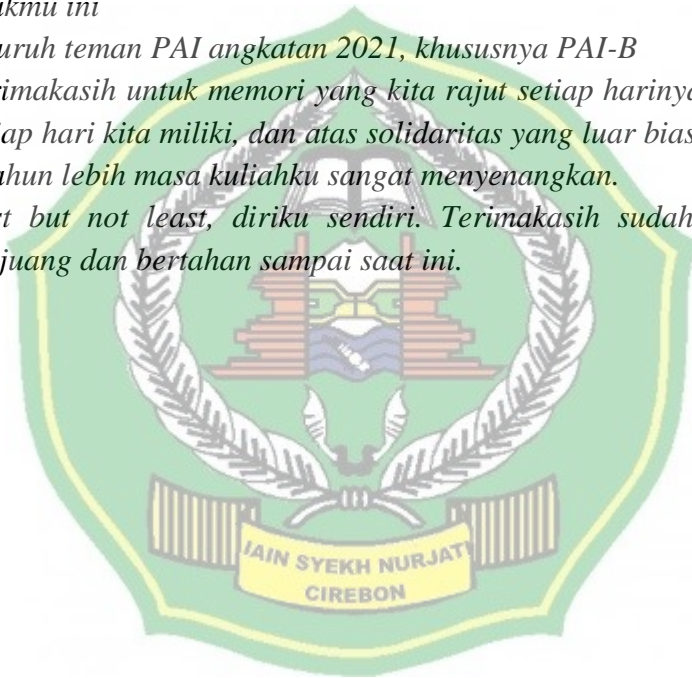 akmu ini
uruh teman PAI angkatan 2021, khususnya PAI-B
rimakasih untuk memori yang kita rajut setiap harinya
iap hari kita miliki, dan atas solidaritas yang luar bias
ahun lebih masa kuliahku sangat menyenangkan.
st but not least, diriku sendiri. Terimakasih sudah
juang dan bertahan sampai saat ini.
IAIN SYEKH NURJATI
CIREBON